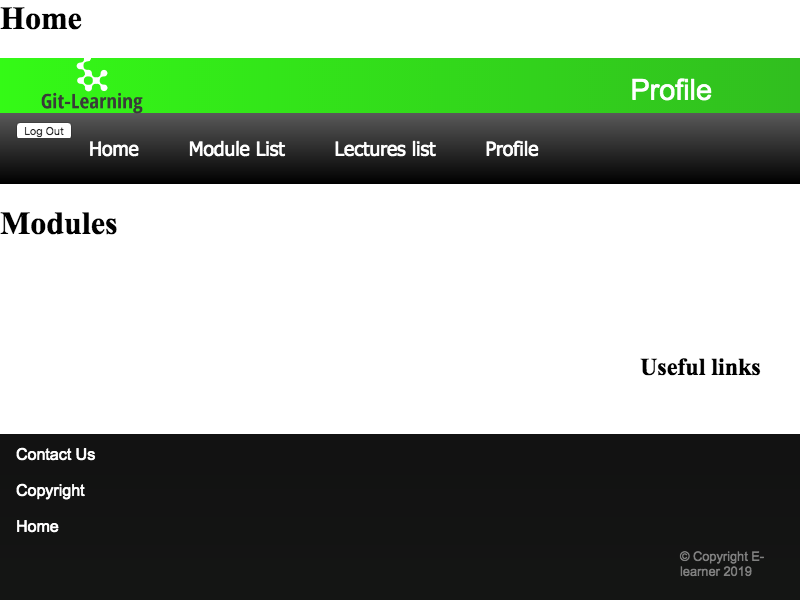 Home
Git-Learning
Profile
Log Out
Home Module List Lectures list Profile
Modules
Useful links
Contact Us
Copyright
Home
© Copyright E-
learner 2019